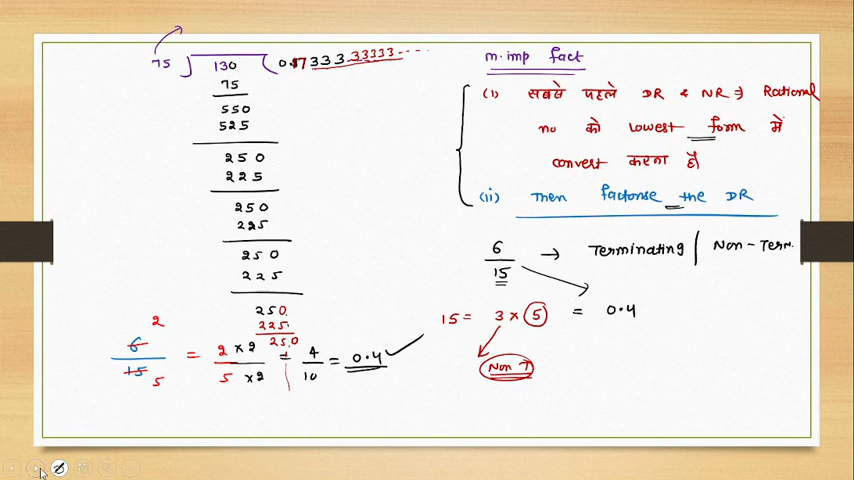 75 ) 130 ( 0.17333 33333 ----
75
550
525
250
225
250
225
250
225
250
225
250
6/15 2 5 = 2 × 2 / 5 × 2 = 4/10 = 0.4
m. imp fact
(i) सबसे पहले DR & NR ⇒ Rational
no को lowest form में
convert करना है
(ii) Then factorise the DR
6/15 → Terminating | Non-Term.
15 = 3 × 5 = 0.4
Non T